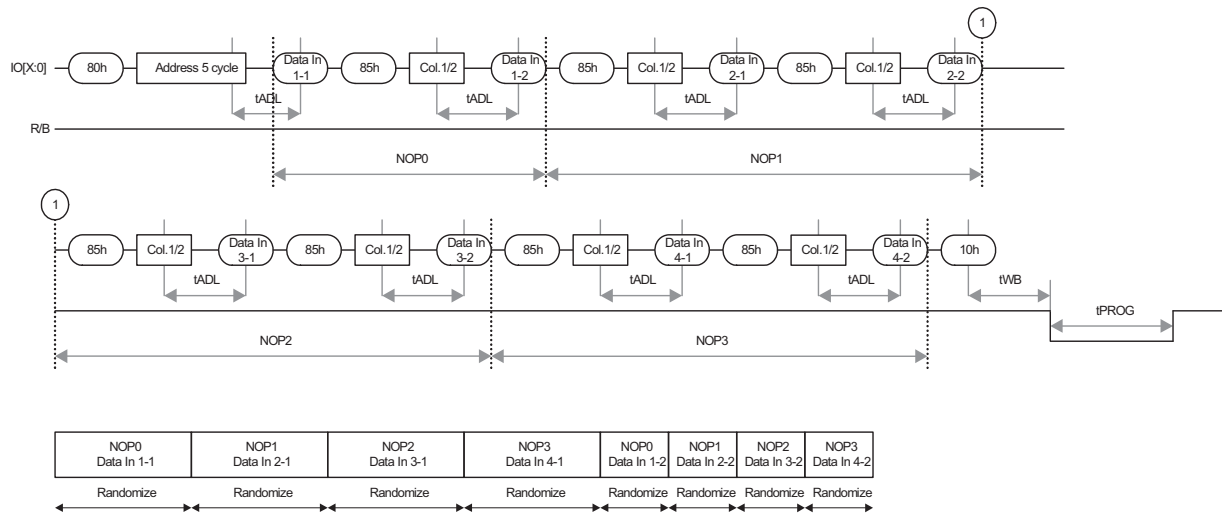 1
IO[X:0] 80h Address 5 cycle Data In 1-1 85h Col.1/2 Data In 1-2 85h Col.1/2 Data In 2-1 85h Col.1/2 Data In 2-2
tADL tADL tADL tADL
R/B
NOP0 NOP1
1
85h Col.1/2 Data In 3-1 85h Col.1/2 Data In 3-2 85h Col.1/2 Data In 4-1 85h Col.1/2 Data In 4-2 10h
tADL tADL tADL tADL tWB
tPROG
NOP2 NOP3
NOP0 NOP1 NOP2 NOP3 NOP0 NOP1 NOP2 NOP3
Data In 1-1 Data In 2-1 Data In 3-1 Data In 4-1 Data In 1-2 Data In 2-2 Data In 3-2 Data In 4-2
Randomize Randomize Randomize Randomize Randomize Randomize Randomize Randomize